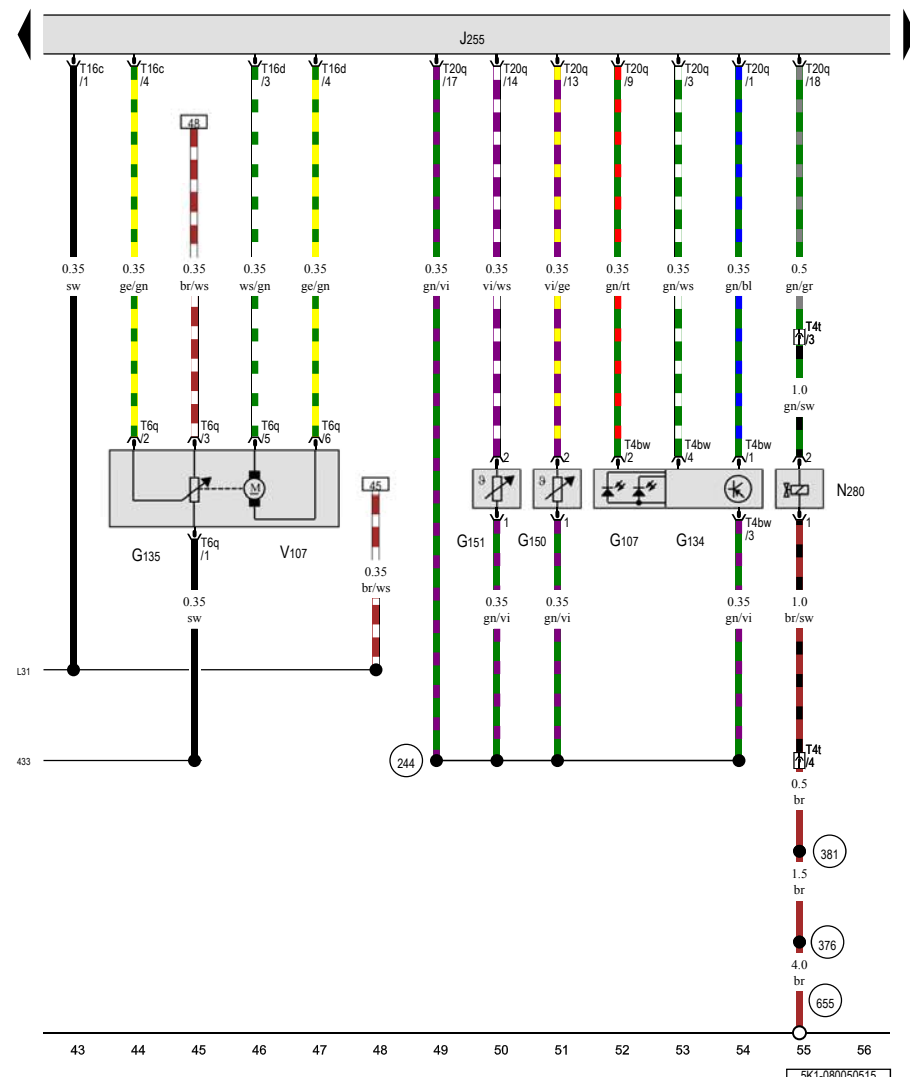 J255
T16c /1
T16c /4
T16d /3
T16d /4
T20q /17
T20q /14
T20q /13
T20q /9
T20q /3
T20q /1
T20q /18
48
0.35 sw
0.35 ge/gn
0.35 br/ws
0.35 ws/gn
0.35 ge/gn
0.35 gn/vi
0.35 vi/ws
0.35 vi/ge
0.35 gn/rt
0.35 gn/ws
0.35 gn/bl
0.5 gn/gr
T4t /3
1.0 gn/sw
T6q /2
T6q /3
T6q /5
T6q /6
2
2
T4bw /2
T4bw /4
T4bw /1
2
M
45
ϑ
ϑ
N280
T6q /1
1
1
T4bw /3
1
G135
V107
G151
G150
G107
G134
0.35 br/ws
0.35 sw
0.35 gn/vi
0.35 gn/vi
0.35 gn/vi
1.0 br/sw
L31
433
244
T4t /4
0.5 br
381
1.5 br
376
4.0 br
655
43 44 45 46 47 48 49 50 51 52 53 54 55 56
5K1-080050515